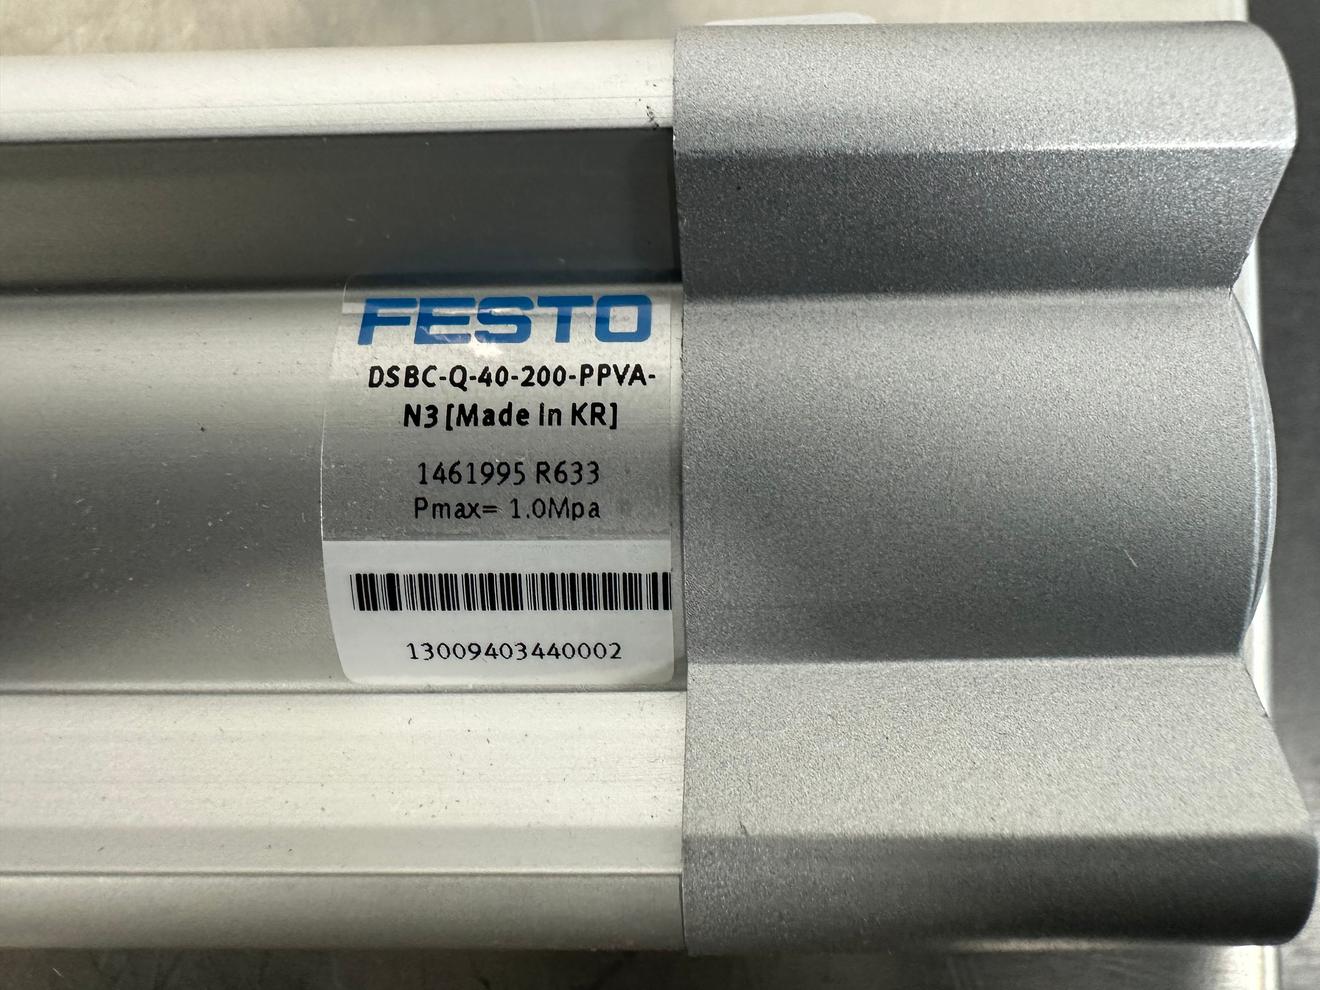 FESTO
DSBC-Q-40-200-PPVA-
N3 [Made in KR]
1461995 R633
Pmax= 1.0Mpa
13009403440002